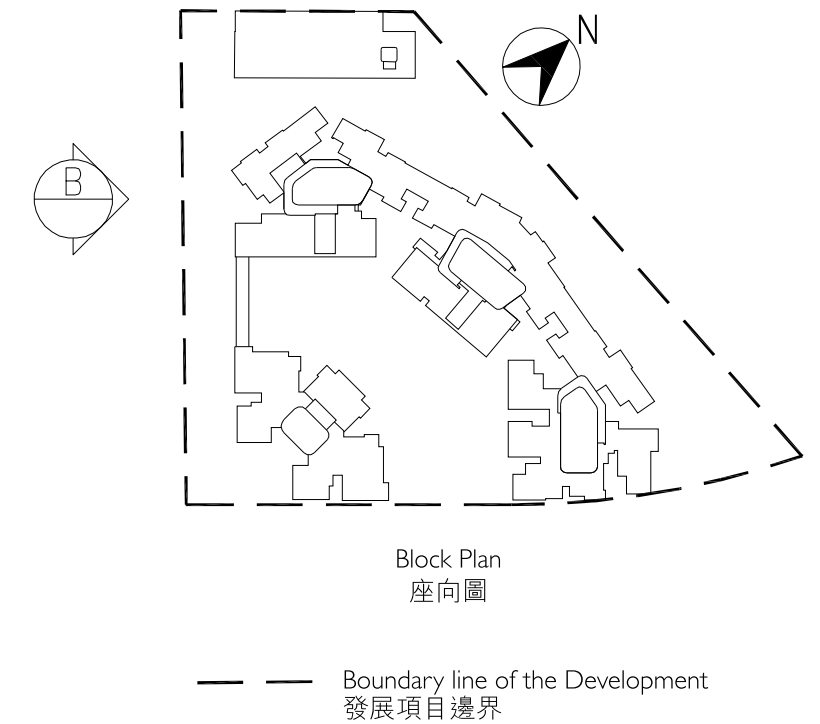 N
B
Block Plan
座向圖
Boundary line of the Development
發展項目邊界